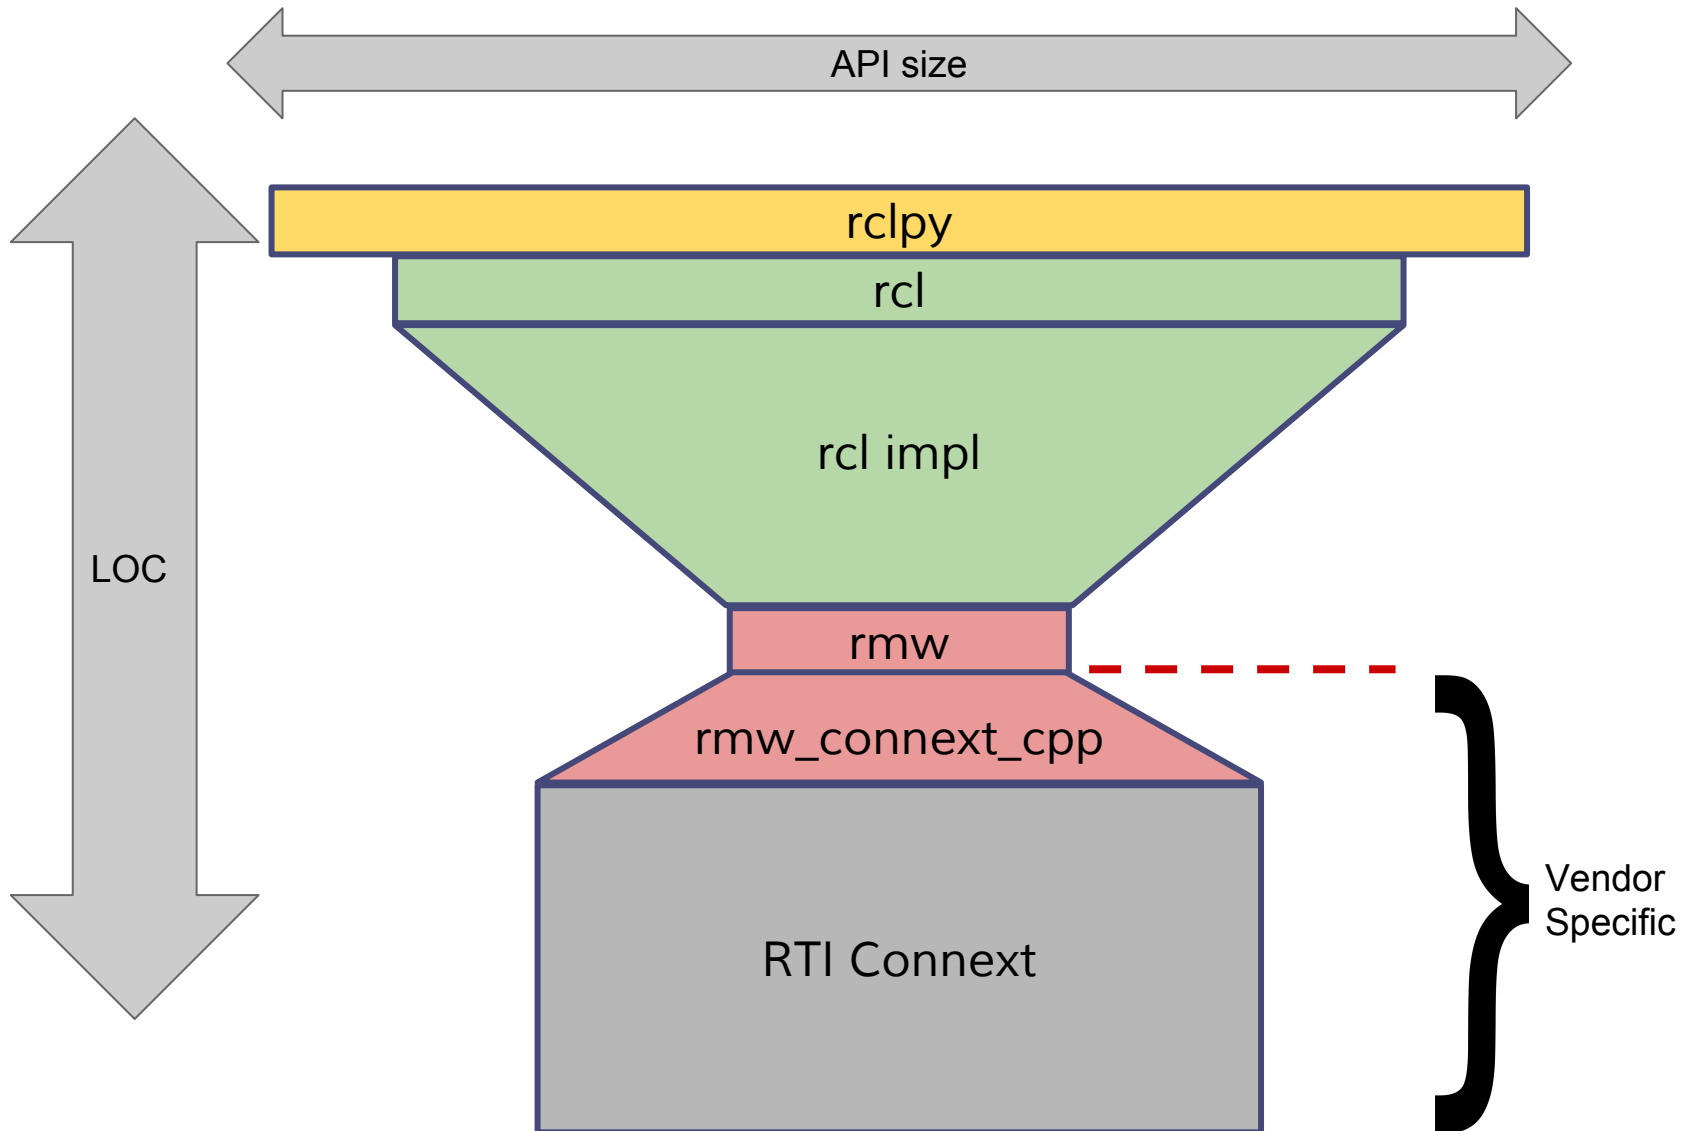 API size
rclpy
rcl
rcl impl
LOC
rmw
rmw_connext_cpp
Vendor
Specific
RTI Connext